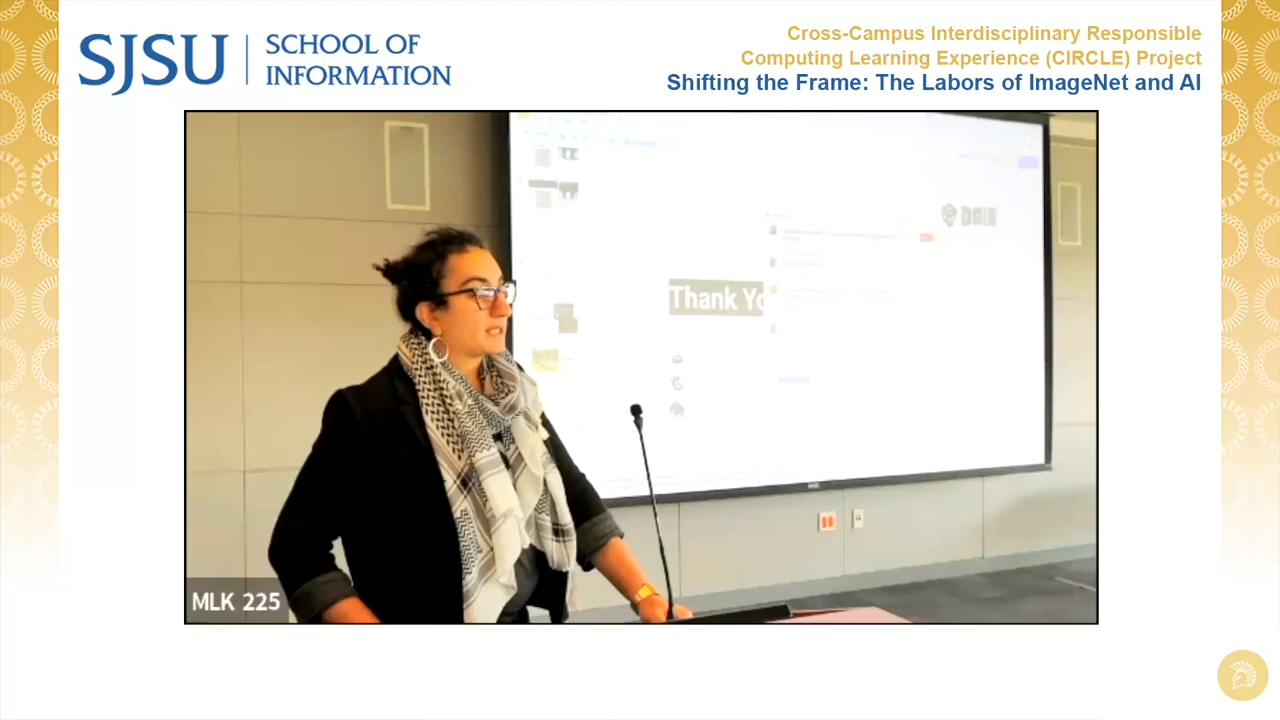 SJSU
SCHOOL OF
INFORMATION
Cross-Campus Interdisciplinary Responsible
Computing Learning Experience (CIRCLE) Project
Shifting the Frame: The Labors of ImageNet and AI
DAIR
Thank
MLK 225